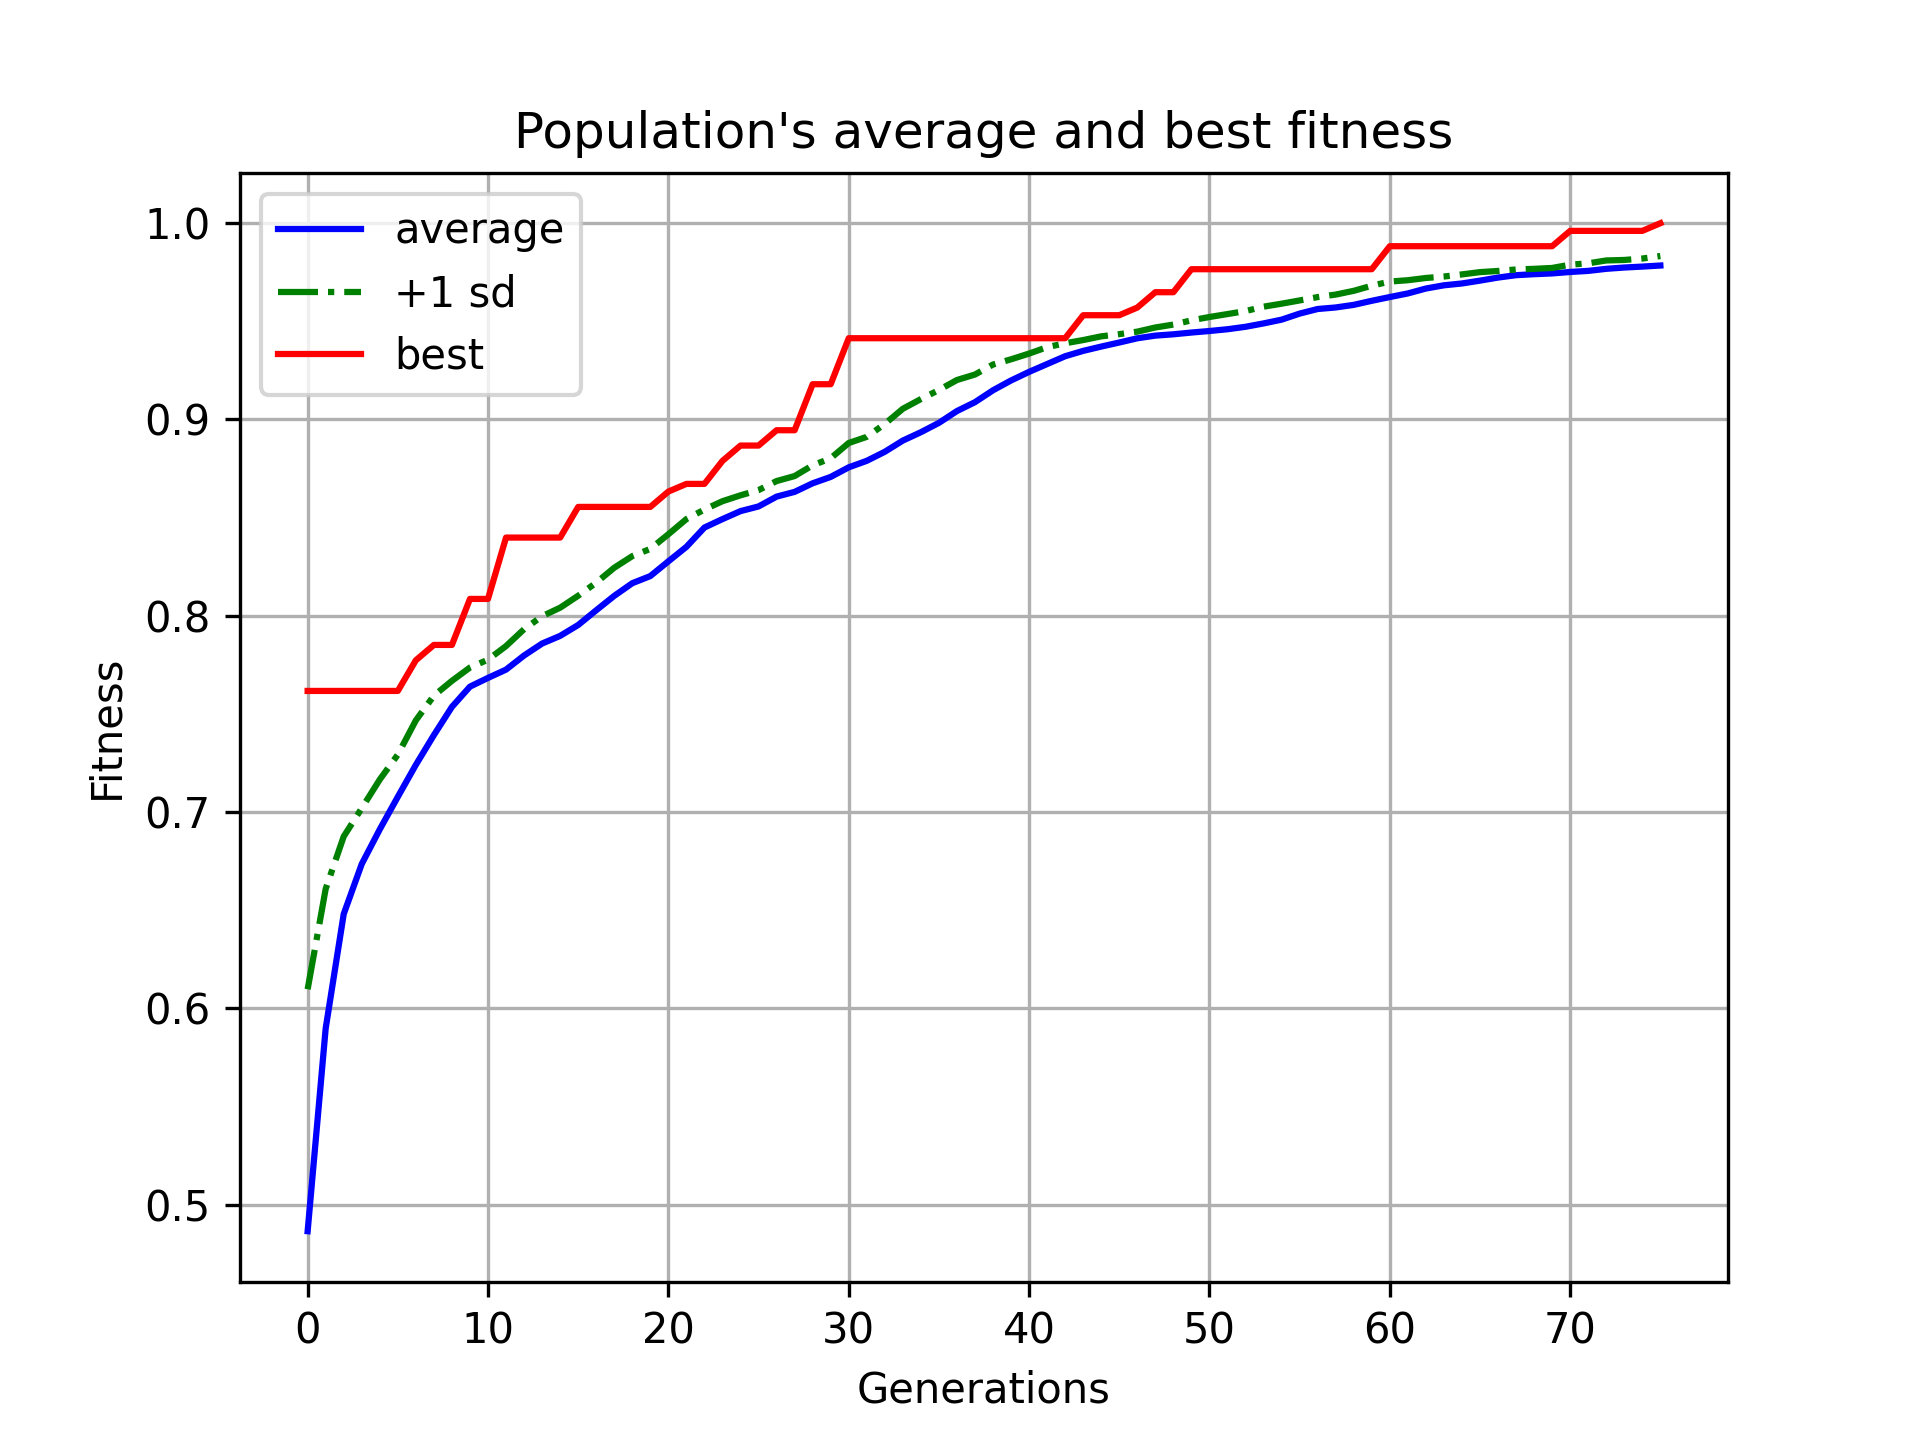 Population's average and best fitness
average
+1 sd
best
1.0
0.9
0.8
0.7
0.6
0.5
Fitness
0 10 20 30 40 50 60 70
Generations